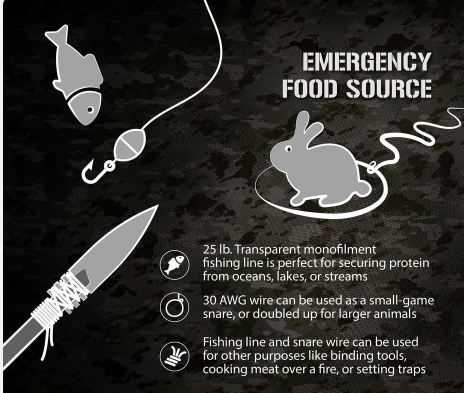 EMERGENCY
FOOD SOURCE
25 lb. Transparent monofilment
fishing line is perfect for securing protein
from oceans, lakes, or streams
30 AWG wire can be used as a small-game
snare, or doubled up for larger animals
Fishing line and snare wire can be used
for other purposes like binding tools,
cooking meat over a fire, or setting traps